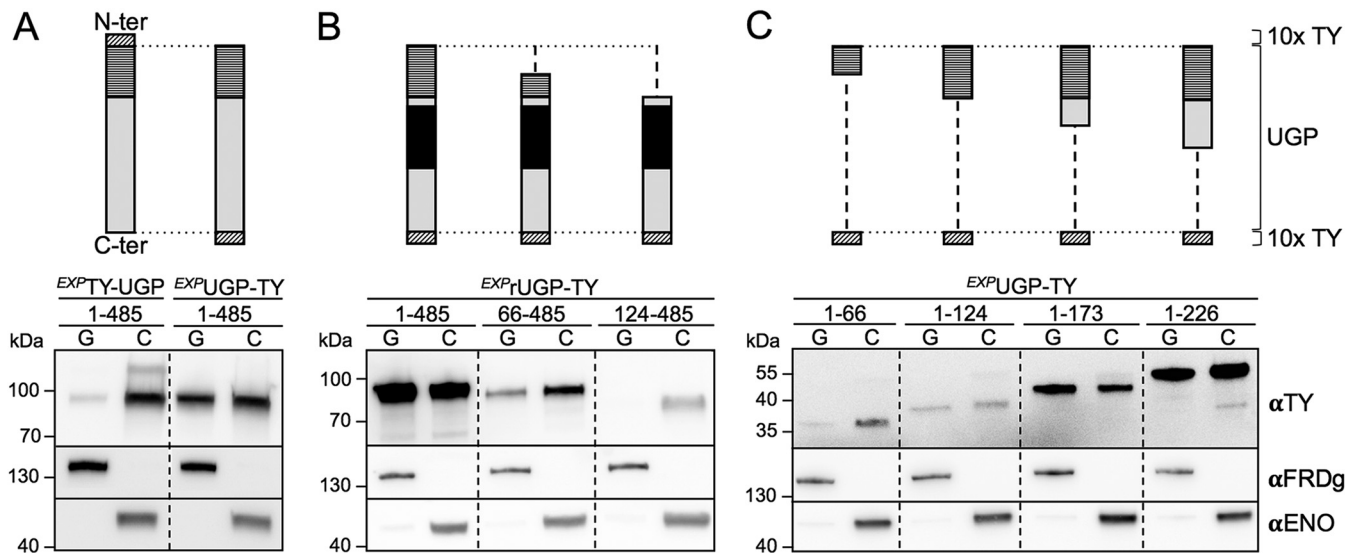 A
N-ter
C-ter
EXPTY-UGP EXPUGP-TY
1-485 1-485
kDa G C G C
100
70
130
40
B
EXPrUGP-TY
1-485 66-485 124-485
kDa G C G C G C
100
70
130
40
C
10x TY
UGP
10x TY
EXPUGP-TY
1-66 1-124 1-173 1-226
kDa G C G C G C G C
55
40
35
αTY
130
αFRDg
40
αENO